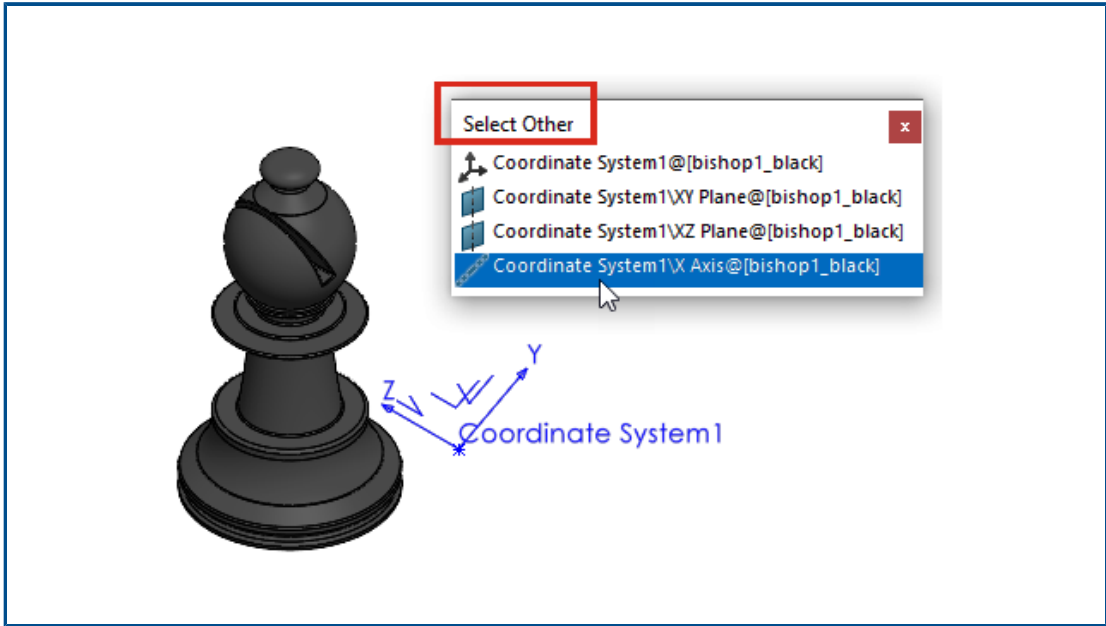 Select Other
x
Coordinate System1@[bishop1_black]
Coordinate System1\XY Plane@[bishop1_black]
Coordinate System1\XZ Plane@[bishop1_black]
Coordinate System1\X Axis@[bishop1_black]
Y
Z
Coordinate System1